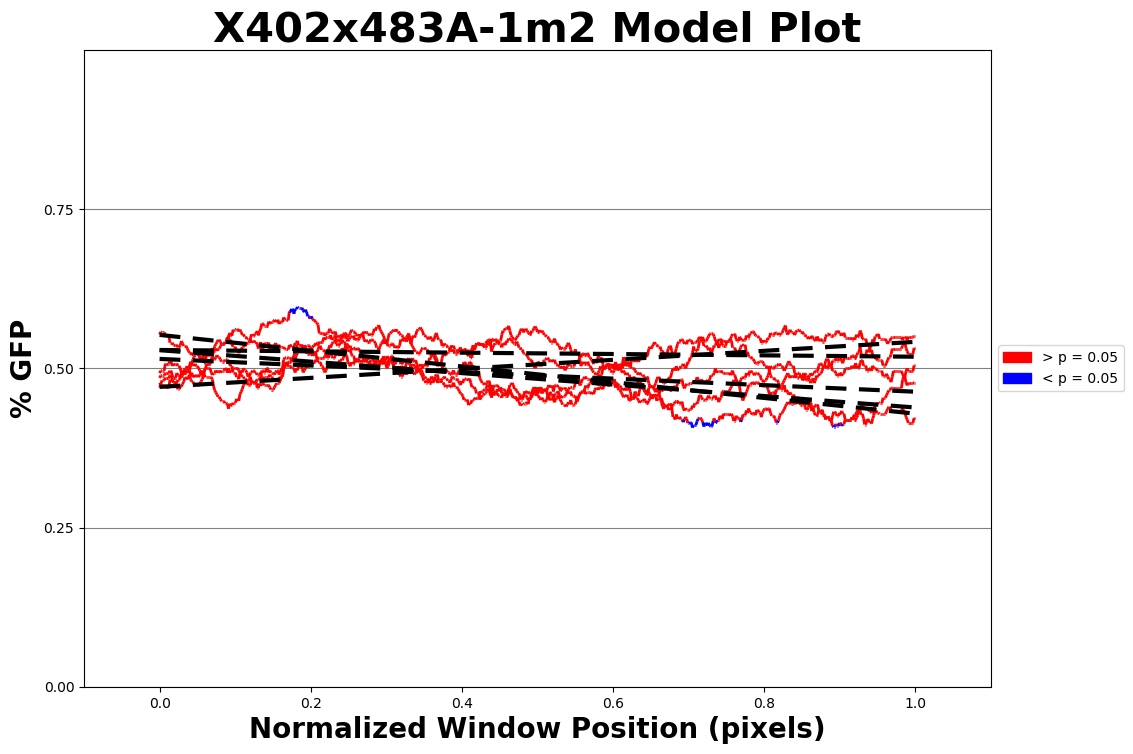 X402x483A-1m2 Model Plot
% GFP
0.75
0.50
0.25
0.00
0.0 0.2 0.4 0.6 0.8 1.0
Normalized Window Position (pixels)
> p = 0.05
< p = 0.05